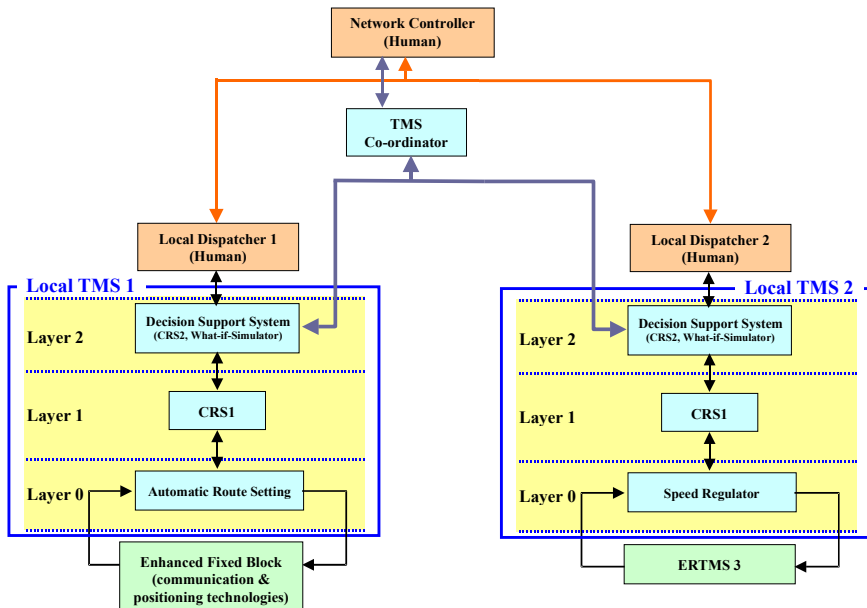 Network Controller
(Human)
TMS
Co-ordinator
Local Dispatcher 1
(Human)
Local TMS 1
Layer 2
Decision Support System
(CRS2, What-if-Simulator)
Layer 1
CRS1
Layer 0
Automatic Route Setting
Enhanced Fixed Block
(communication &
positioning technologies)
Local Dispatcher 2
(Human)
Local TMS 2
Layer 2
Decision Support System
(CRS2, What-if-Simulator)
Layer 1
CRS1
Layer 0
Speed Regulator
ERTMS 3